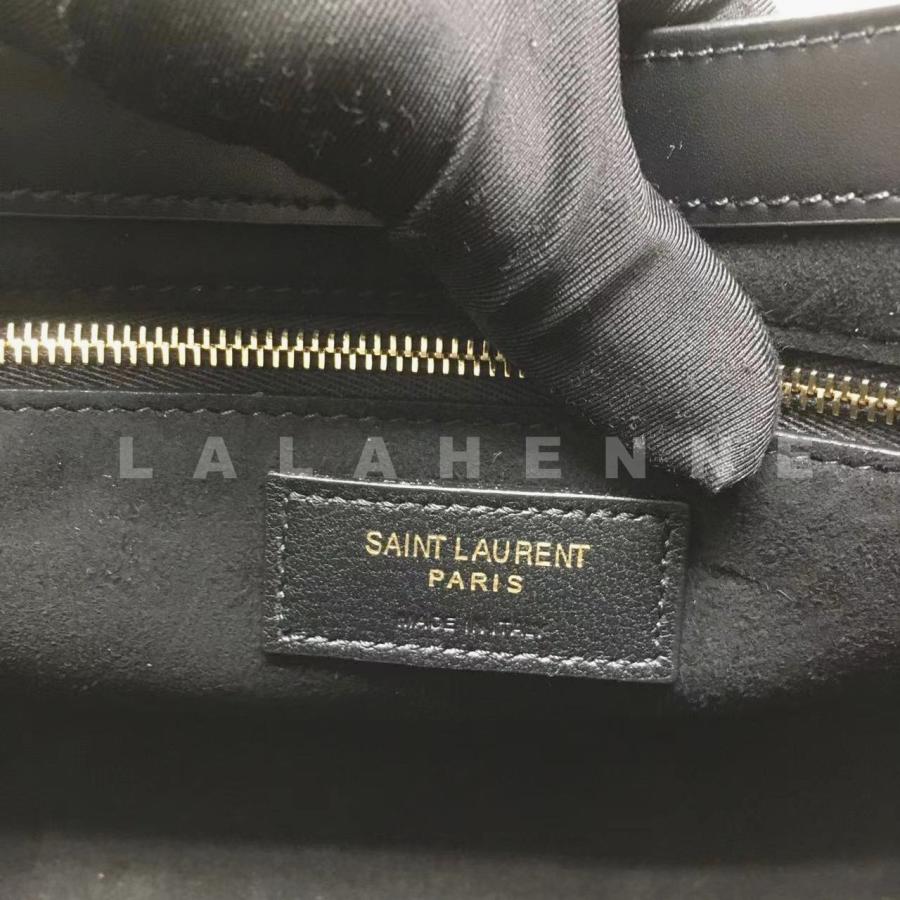 LALAHENNE
SAINT LAURENT
PARIS
MADE IN ITALY